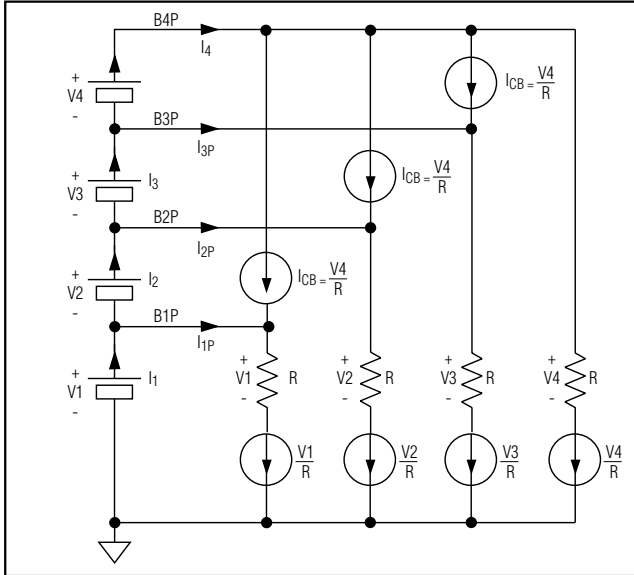 B4P
I4
+
V4
-
ICB = V4/R
B3P
I3P
+
V3
-
I3
ICB = V4/R
B2P
I2P
+
V2
-
I2
ICB = V4/R
B1P
I1P
+
V1
-
I1
+
V1
-
R
+
V2
-
R
+
V3
-
R
+
V4
-
R
V1/R
V2/R
V3/R
V4/R